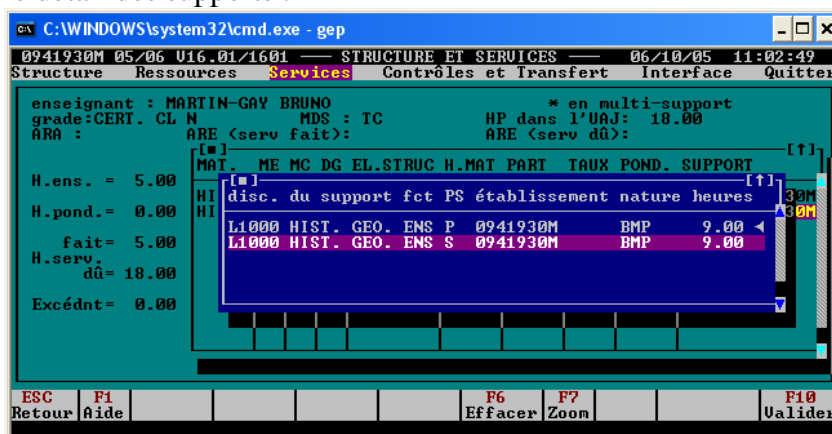 C:\WINDOWS\system32\cmd.exe - gep
0941930M 05/06 V16.01/1601 —— STRUCTURE ET SERVICES —— 06/10/05 11:02:49
Structure Ressources Services Contrôles et Transfert Interface Quitter
enseignant : MARTIN-GAY BRUNO * en multi-support
grade:CERT. CL N MDS : TC HP dans l'UAJ: 18.00
ARA : ARE (serv fait): ARE (serv dû):
MAT. ME MC DG EL.STRUC H.MAT PART TAUX POND. SUPPORT
H.ens. = 5.00
HI disc. du support fct PS établissement nature heures 30M
H.pond.= 0.00 HI 30M
L1000 HIST. GEO. ENS P 0941930M BMP 9.00
fait= 5.00 L1000 HIST. GEO. ENS S 0941930M BMP 9.00
H.serv.
dû= 18.00
Excédnt= 0.00
ESC F1 F6 F7 F10
Retour Aide Effacer Zoom Valider